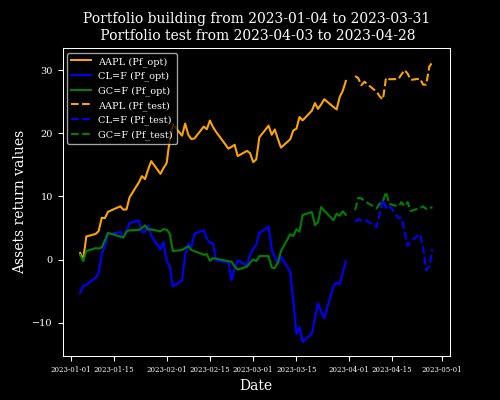 Portfolio building from 2023-01-04 to 2023-03-31
Portfolio test from 2023-04-03 to 2023-04-28
AAPL (Pf_opt)
CL=F (Pf_opt)
GC=F (Pf_opt)
AAPL (Pf_test)
CL=F (Pf_test)
GC=F (Pf_test)
Assets return values
30
20
10
0
−10
2023-01-01 2023-01-15 2023-02-01 2023-02-15 2023-03-01 2023-03-15 2023-04-01 2023-04-15 2023-05-01
Date